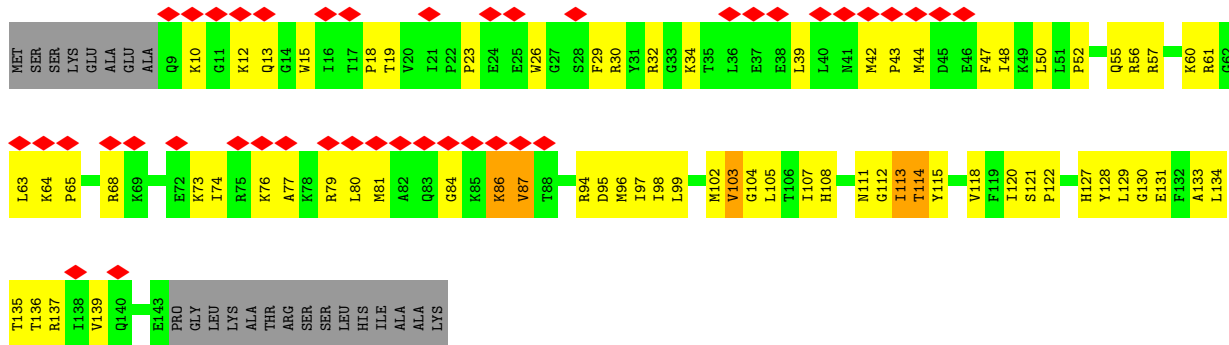 MET SER SER LYS GLU ALA GLU ALA Q9 K10 G11 K12 Q13 G14 W15 I16 T17 P18 T19 V20 I21 P22 P23 E24 E25 W26 G27 S28 F29 R30 Y31 R32 G33 K34 T35 L36 E37 E38 L39 L40 N41 M42 P43 M44 D45 E46 F47 I48 K49 L50 L51 P52 Q55 R56 R57 K60 R61 G62
L63 K64 P65 R68 K69 E72 K73 I74 R75 K76 A77 K78 R79 L80 M81 A82 Q83 G84 K85 K86 V87 T88 R94 D95 M96 I97 I98 L99 M102 V103 G104 L105 T106 I107 H108 N111 G112 I113 T114 Y115 V118 F119 I120 S121 P122 H127 Y128 L129 G130 E131 F132 A133 L134
T135 T136 R137 I138 V139 Q140 E143 PRO GLY LEU LYS ALA THR ARG SER SER LEU HIS ILE ALA ALA LYS